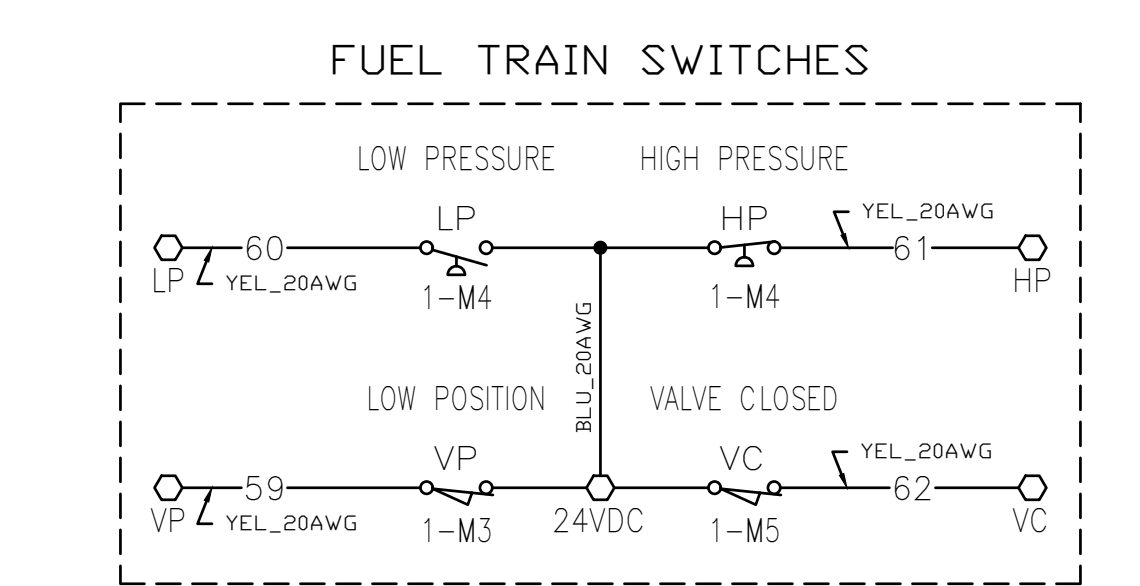 FUEL TRAIN SWITCHES
LOW PRESSURE
HIGH PRESSURE
LP
HP
YEL_20AWG
60
61
LP
YEL_20AWG
1-M4
1-M4
HP
BLU_20AWG
LOW POSITION
VALVE CLOSED
VP
VC
YEL_20AWG
59
62
VP
YEL_20AWG
1-M3
24VDC
1-M5
VC